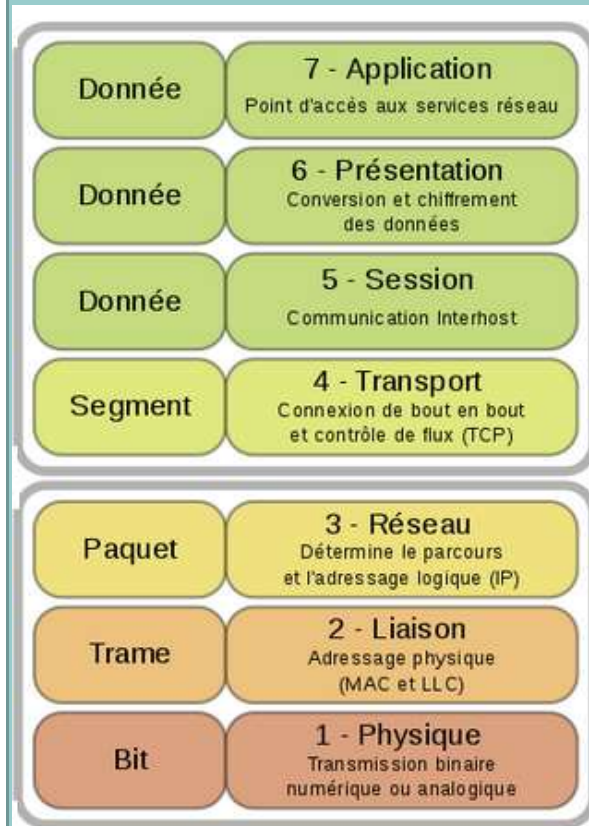 Donnée
7 - Application
Point d'accès aux services réseau
Donnée
6 - Présentation
Conversion et chiffrement
des données
Donnée
5 - Session
Communication Interhost
Segment
4 - Transport
Connexion de bout en bout
et contrôle de flux (TCP)
Paquet
3 - Réseau
Détermine le parcours
et l'adressage logique (IP)
Trame
2 - Liaison
Adressage physique
(MAC et LLC)
Bit
1 - Physique
Transmission binaire
numérique ou analogique